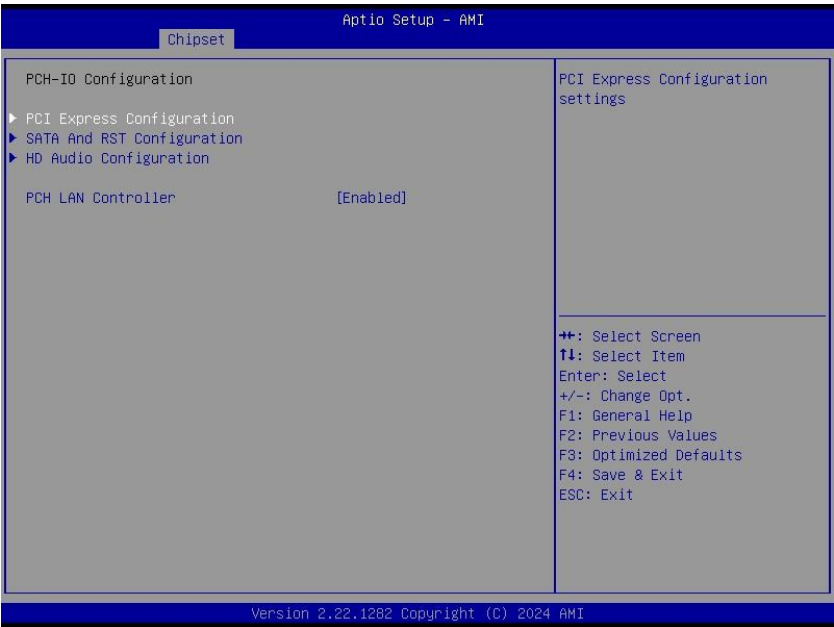 Aptio Setup – AMI
Chipset
PCH-IO Configuration
PCI Express Configuration
SATA And RST Configuration
HD Audio Configuration
PCH LAN Controller [Enabled]
PCI Express Configuration
settings
→←: Select Screen
↑↓: Select Item
Enter: Select
+/-: Change Opt.
F1: General Help
F2: Previous Values
F3: Optimized Defaults
F4: Save & Exit
ESC: Exit
Version 2.22.1282 Copyright (C) 2024 AMI